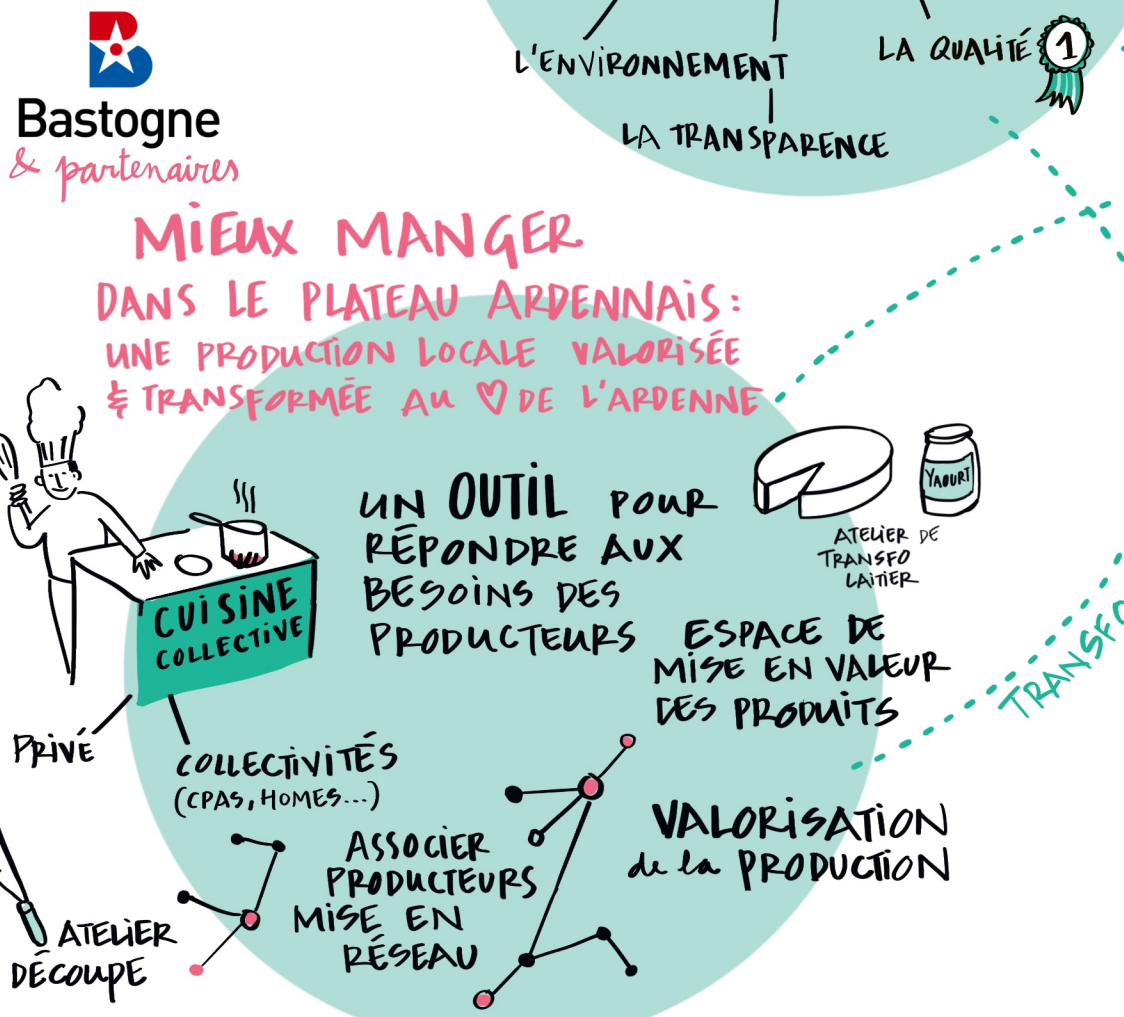 L'ENVIRONNEMENT
LA QUALITÉ
1
LA TRANSPARENCE
Bastogne
& partenaires
MIEUX MANGER
DANS LE PLATEAU ARDENNAIS :
UNE PRODUCTION LOCALE VALORISÉE
& TRANSFORMÉE AU ♡ DE L'ARDENNE
UN OUTIL POUR
RÉPONDRE AUX
BESOINS DES
PRODUCTEURS
YAOURT
ATELIER DE
TRANSFO
LAITIER
CUISINE
COLLECTIVE
ESPACE DE
MISE EN VALEUR
DES PRODUITS
TRANSFO
PRIVÉ
COLLECTIVITÉS
(CPAS, HOMES...)
ASSOCIER
PRODUCTEURS
MISE EN
RÉSEAU
VALORISATION
de la PRODUCTION
ATELIER
DÉCOUPE